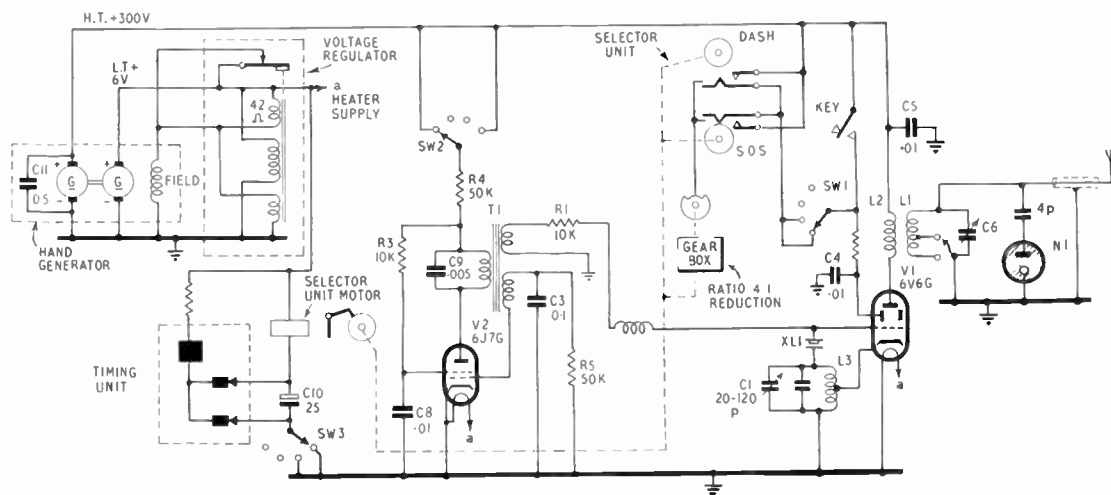 H.T.+300V
VOLTAGE
REGULATOR
L.T+
6V
42
Ω
a
HEATER
SUPPLY
C11
0.5
+
G
-
+
G
-
FIELD
HAND
GENERATOR
SELECTOR
UNIT MOTOR
TIMING
UNIT
C10
25
SW3
SW2
R4
50K
R3
10K
C9
.005
T1
R1
10K
V2
6J7G
C3
0.1
R5
50K
C8
.01
a
SELECTOR
UNIT
DASH
SOS
KEY
SW1
GEAR
BOX
RATIO 4:1
REDUCTION
C5
.01
L2
L1
C6
C4
.01
V1
6V6G
4p
N1
XL1
L3
C1
20-120
p
a